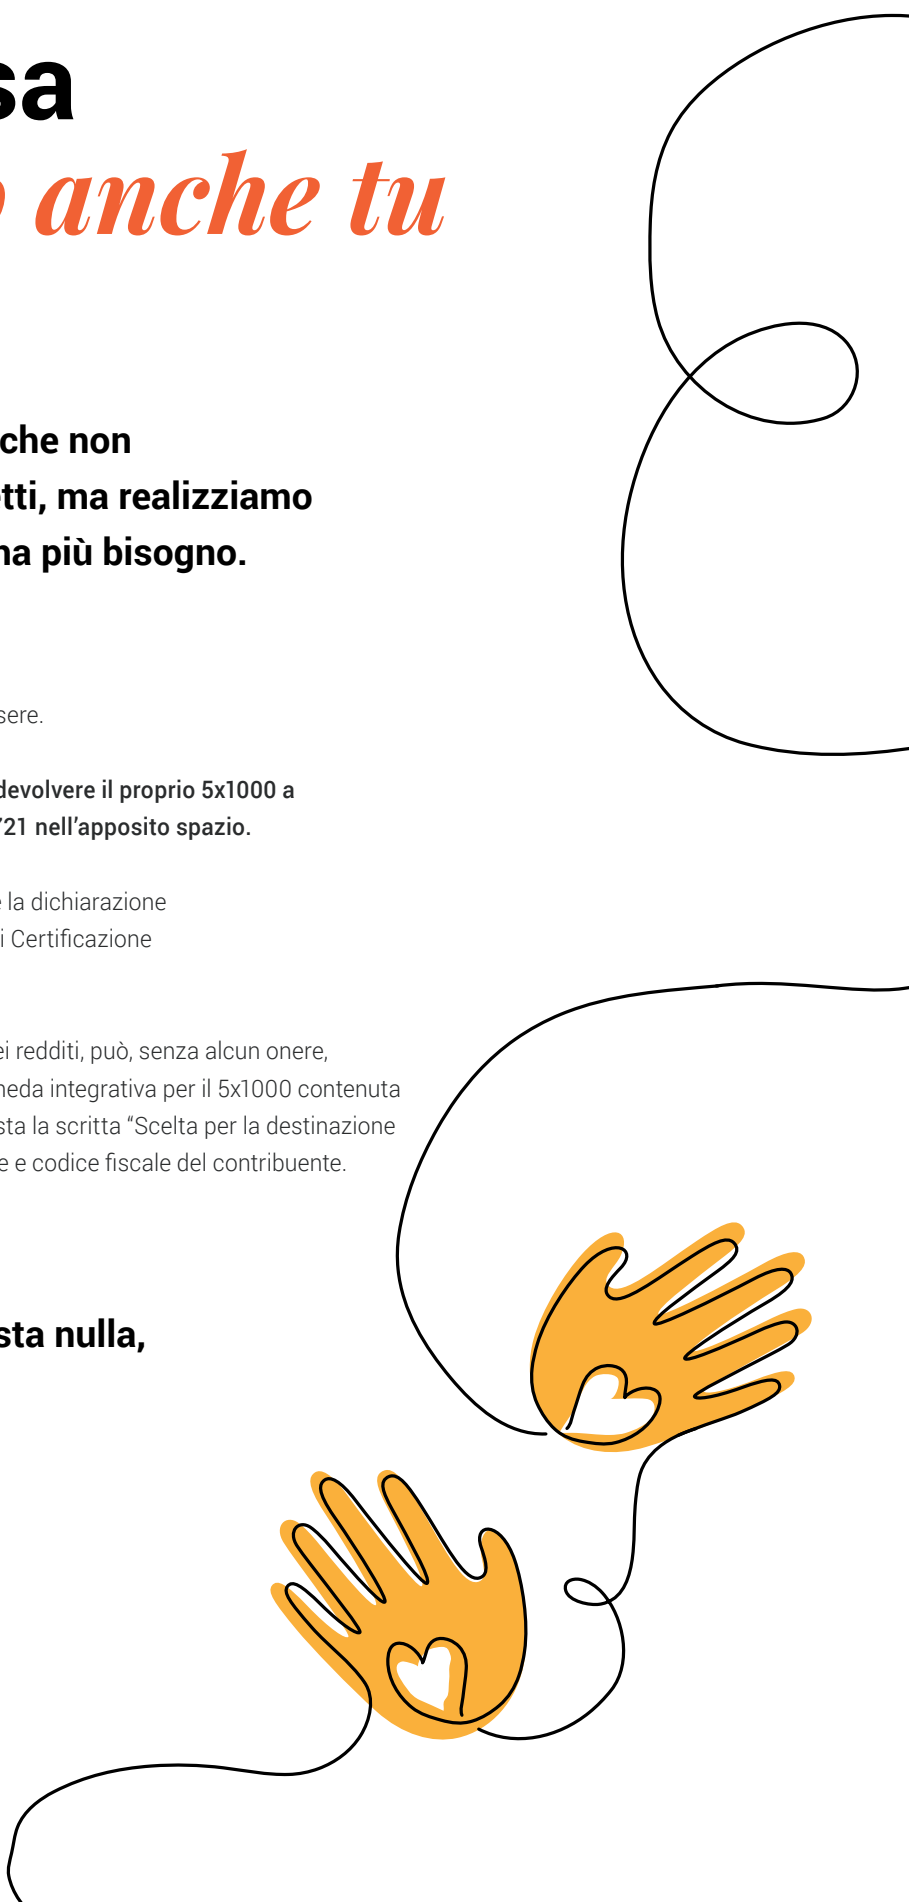 sa
anche tu
che non
tti, ma realizziamo
ha più bisogno.
sere.
devolvere il proprio 5x1000 a
721 nell’apposito spazio.
e la dichiarazione
i Certificazione
ei redditi, può, senza alcun onere,
heda integrativa per il 5x1000 contenuta
sta la scritta “Scelta per la destinazione
e e codice fiscale del contribuente.
sta nulla,